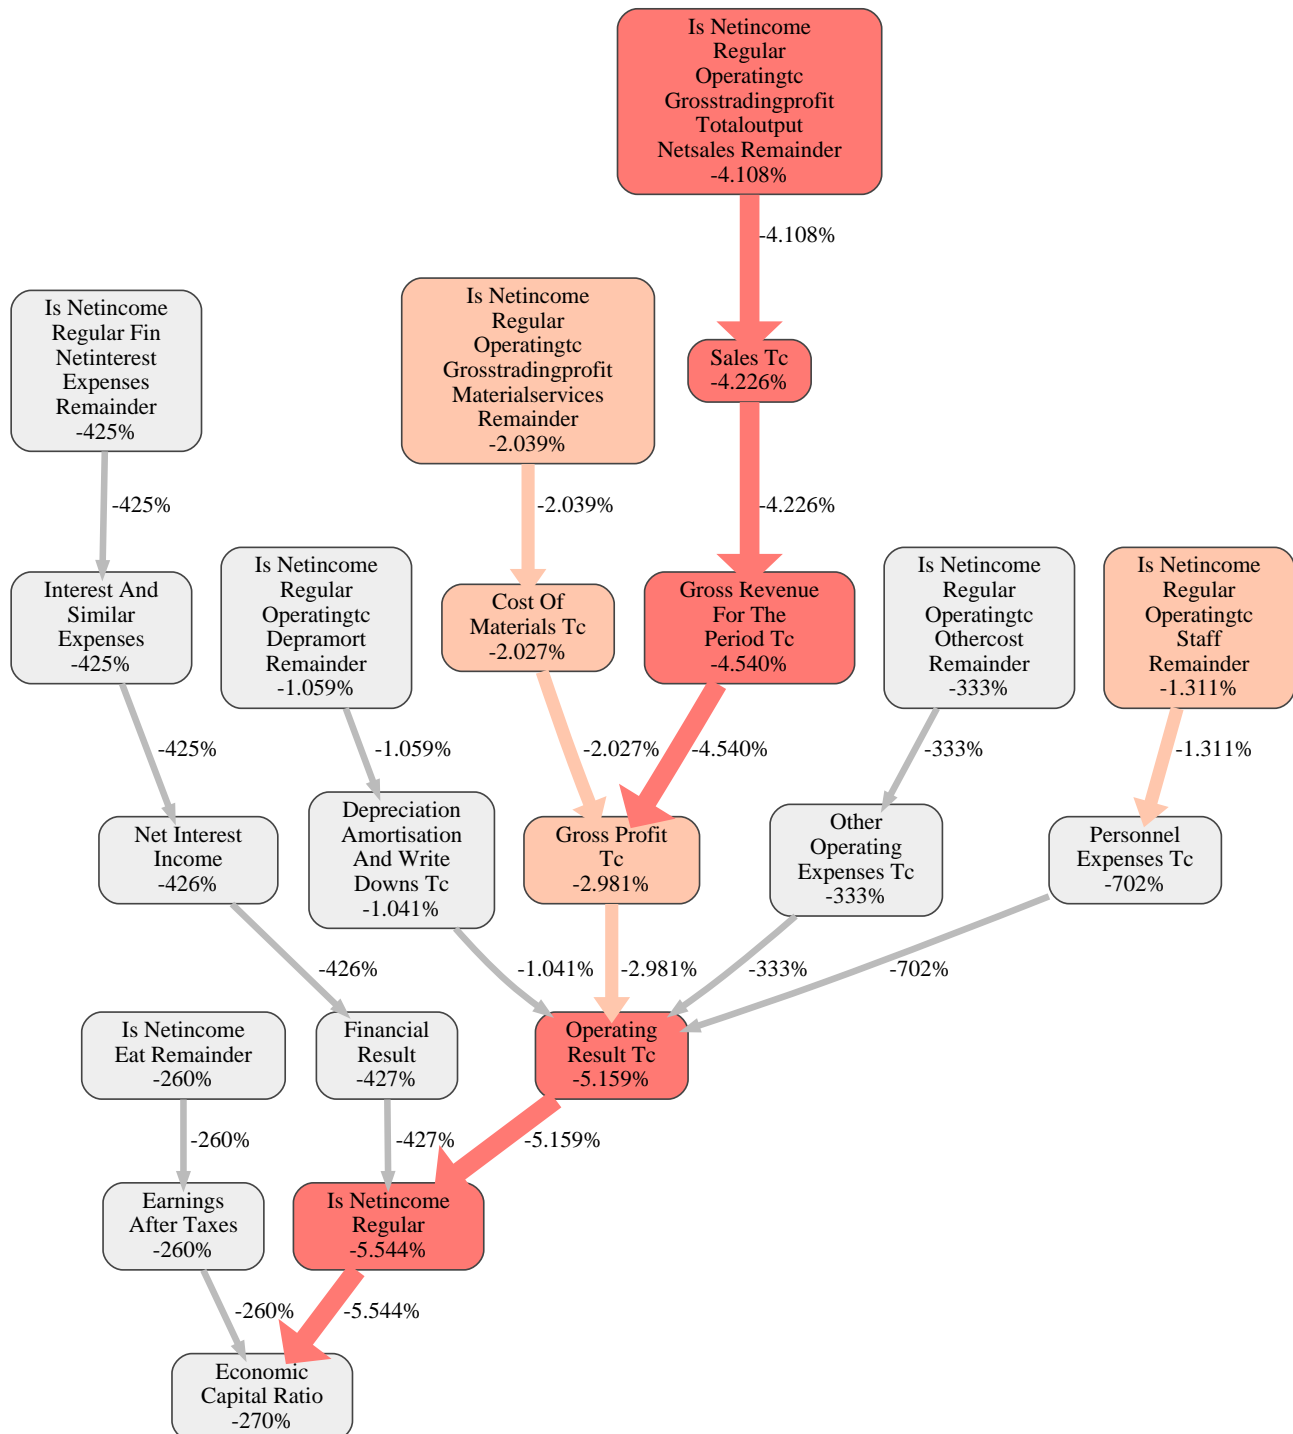 Is Netincome
Regular
Operatingtc
Grosstradingprofit
Totaloutput
Netsales Remainder
-4.108%
-4.108%
Is Netincome
Regular Fin
Netinterest
Expenses
Remainder
-425%
Is Netincome
Regular
Operatingtc
Grosstradingprofit
Materialservices
Remainder
-2.039%
Sales Tc
-4.226%
-425%
-2.039%
-4.226%
Interest And
Similar
Expenses
-425%
Is Netincome
Regular
Operatingtc
Depramort
Remainder
-1.059%
Cost Of
Materials Tc
-2.027%
Gross Revenue
For The
Period Tc
-4.540%
Is Netincome
Regular
Operatingtc
Othercost
Remainder
-333%
Is Netincome
Regular
Operatingtc
Staff
Remainder
-1.311%
-425%
-1.059%
-2.027%
-4.540%
-333%
-1.311%
Net Interest
Income
-426%
Depreciation
Amortisation
And Write
Downs Tc
-1.041%
Gross Profit
Tc
-2.981%
Other
Operating
Expenses Tc
-333%
Personnel
Expenses Tc
-702%
-426%
-1.041%
-2.981%
-333%
-702%
Is Netincome
Eat Remainder
-260%
Financial
Result
-427%
Operating
Result Tc
-5.159%
-260%
-427%
-5.159%
Earnings
After Taxes
-260%
Is Netincome
Regular
-5.544%
-260%
-5.544%
Economic
Capital Ratio
-270%